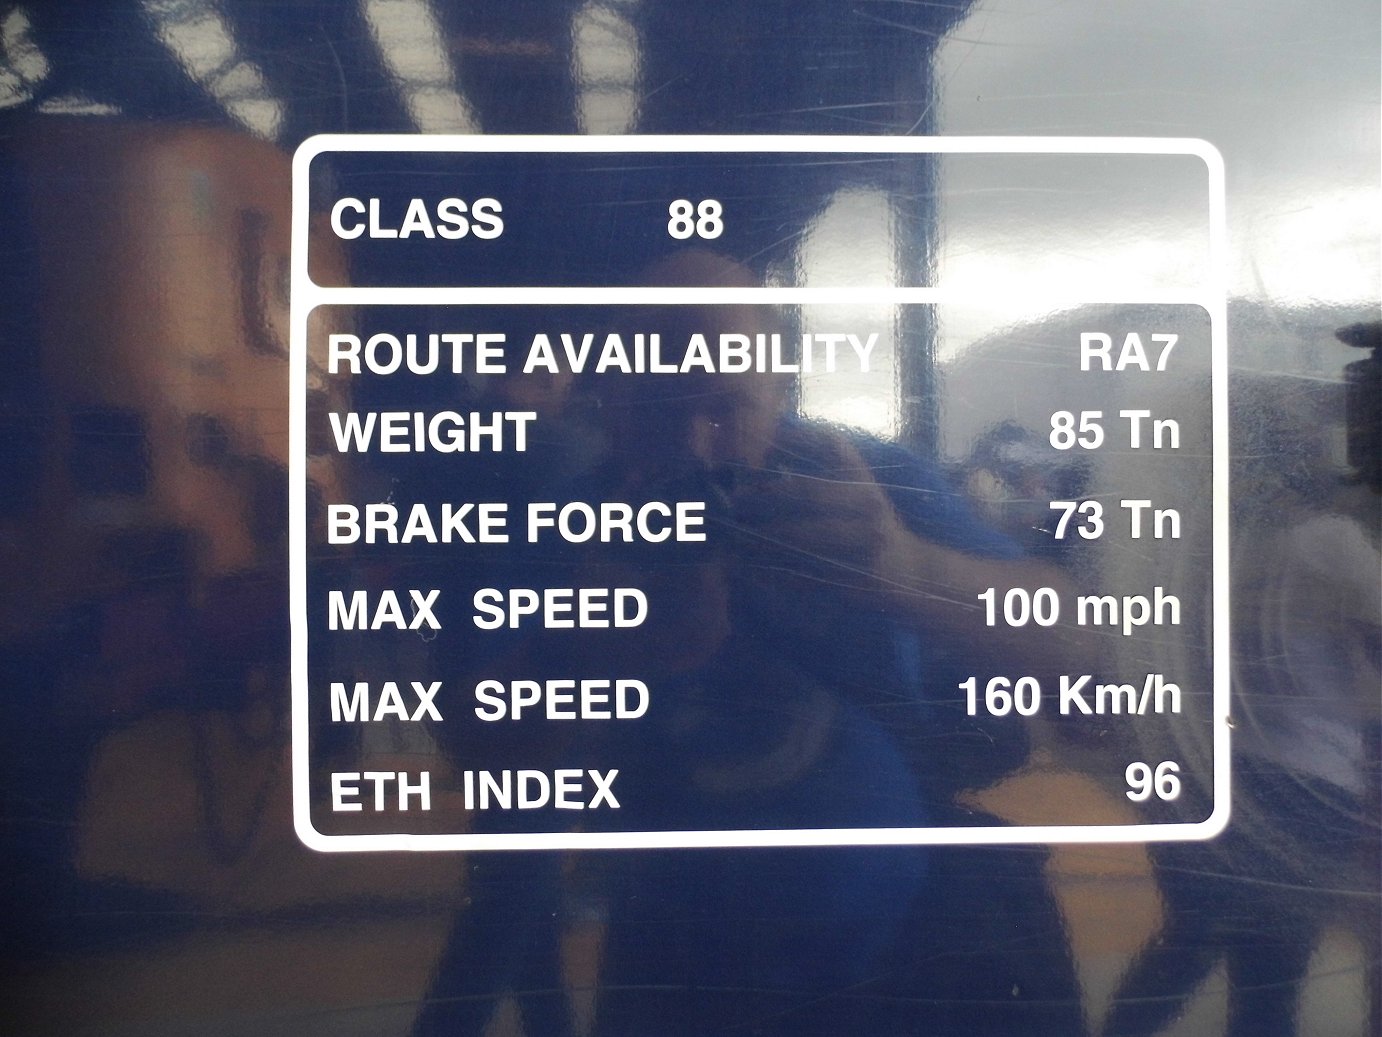 CLASS 88
ROUTE AVAILABILITY RA7
WEIGHT 85 Tn
BRAKE FORCE 73 Tn
MAX SPEED 100 mph
MAX SPEED 160 Km/h
ETH INDEX 96